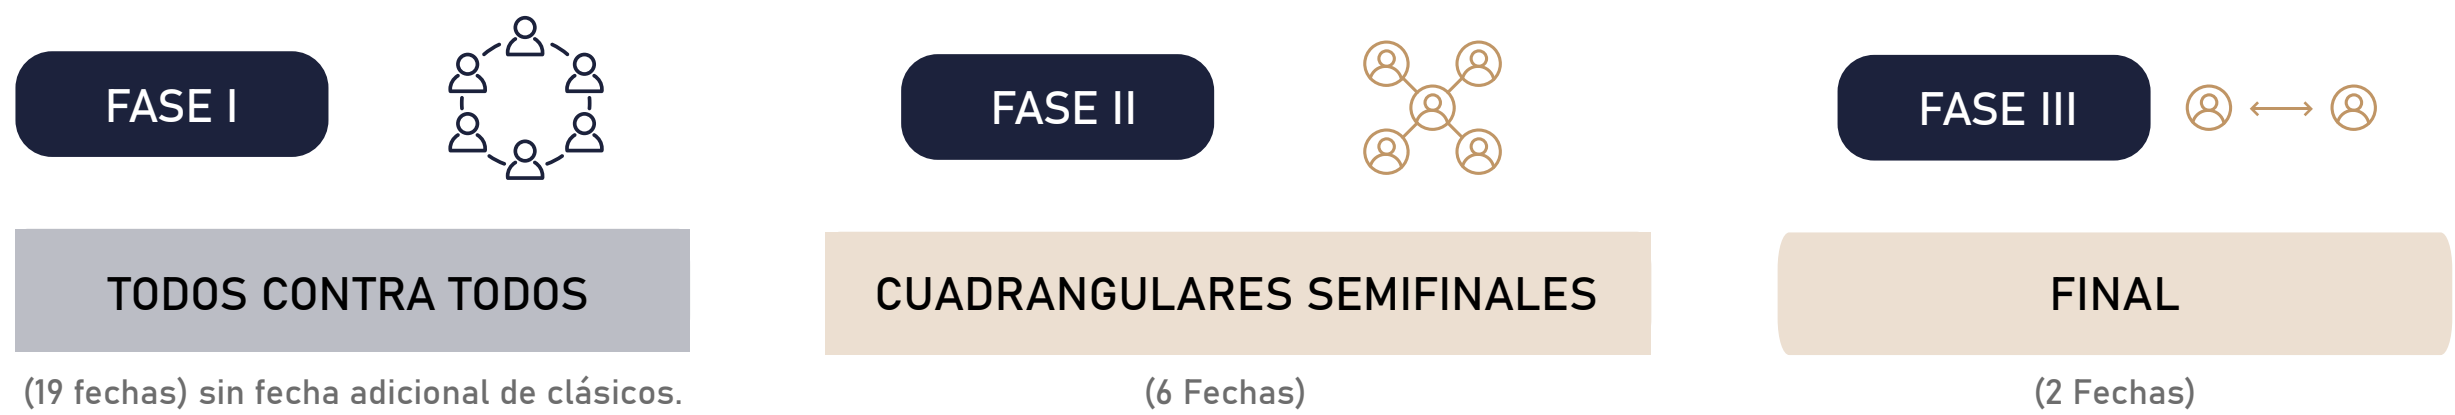 FASE I
TODOS CONTRA TODOS
(19 fechas) sin fecha adicional de clásicos.
FASE II
CUADRANGULARES SEMIFINALES
(6 Fechas)
FASE III
FINAL
(2 Fechas)